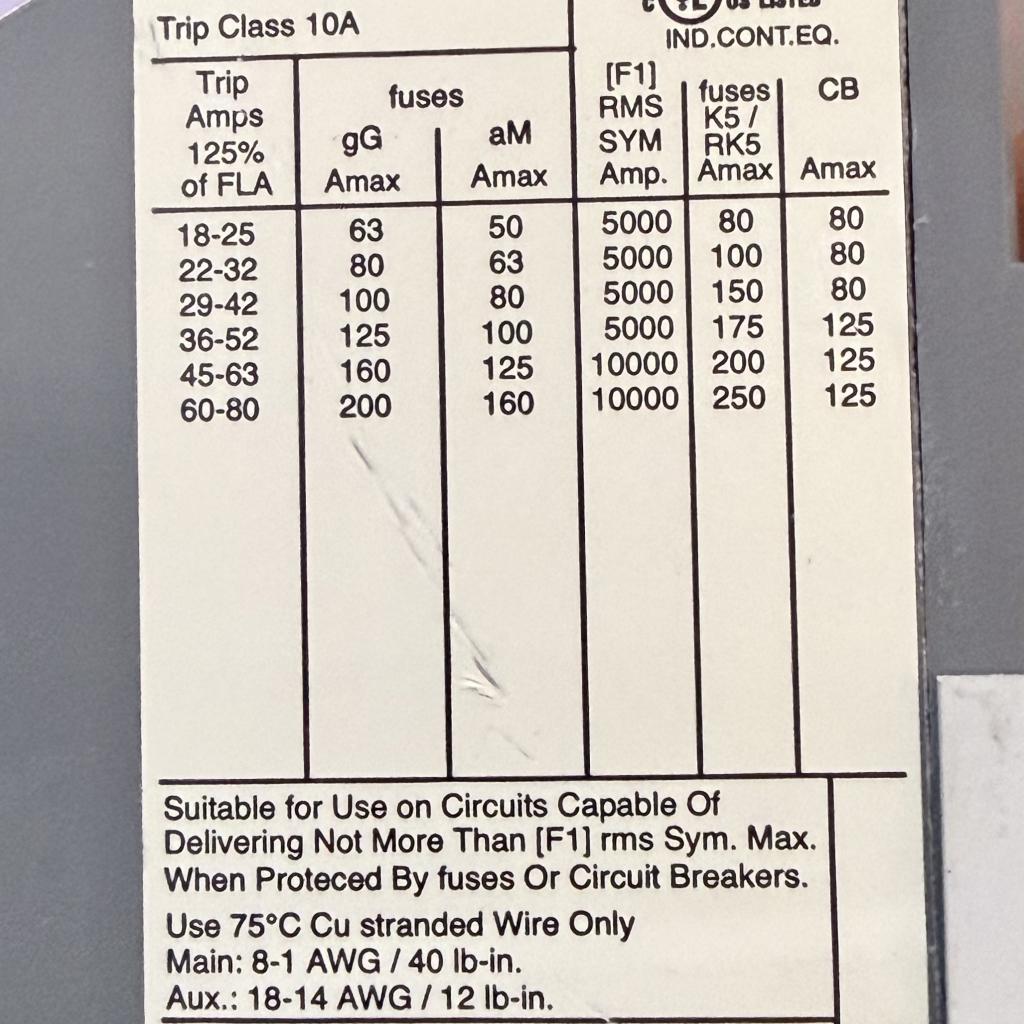 Trip Class 10A
C UL US LISTED
IND.CONT.EQ.
Trip Amps 125% of FLA
fuses
gG Amax
aM Amax
[F1] RMS SYM Amp.
fuses K5 / RK5 Amax
CB Amax
18-25 63 50 5000 80 80
22-32 80 63 5000 100 80
29-42 100 80 5000 150 80
36-52 125 100 5000 175 125
45-63 160 125 10000 200 125
60-80 200 160 10000 250 125
Suitable for Use on Circuits Capable Of
Delivering Not More Than [F1] rms Sym. Max.
When Proteced By fuses Or Circuit Breakers.
Use 75°C Cu stranded Wire Only
Main: 8-1 AWG / 40 lb-in.
Aux.: 18-14 AWG / 12 lb-in.